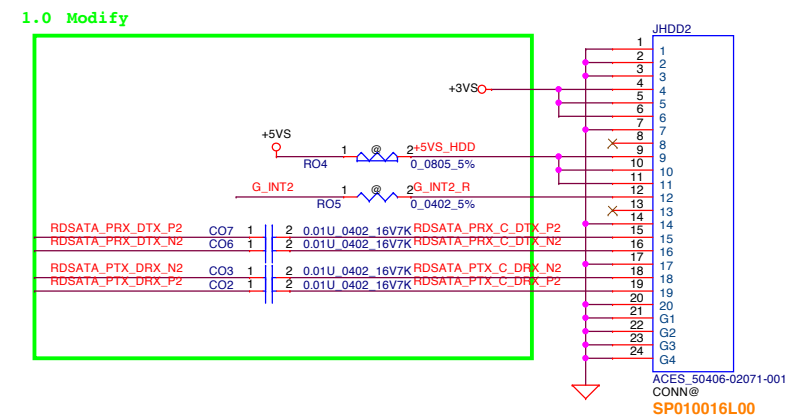 1.0 Modify
JHDD2
1 1
2 2
3 3
+3VS 4 4
5 5
6 6
7 7
8 8
+5VS
RO4 1 @ 2 +5VS_HDD 0_0805_5% 9 9
10 10
11 11
G_INT2 RO5 1 @ 2 G_INT2_R 0_0402_5% 12 12
13 13
14 14
RDSATA_PRX_DTX_P2 CO7 1 2 0.01U_0402_16V7K RDSATA_PRX_C_DTX_P2 15 15
RDSATA_PRX_DTX_N2 CO6 1 2 0.01U_0402_16V7K RDSATA_PRX_C_DTX_N2 16 16
17 17
RDSATA_PTX_DRX_N2 CO3 1 2 0.01U_0402_16V7K RDSATA_PTX_C_DRX_N2 18 18
RDSATA_PTX_DRX_P2 CO2 1 2 0.01U_0402_16V7K RDSATA_PTX_C_DRX_P2 19 19
20 20
21 G1
22 G2
23 G3
24 G4
ACES_50406-02071-001
CONN@
SP010016L00